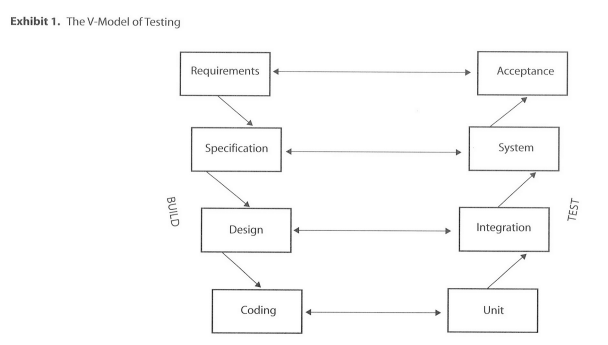 Exhibit 1. The V-Model of Testing
Requirements
Acceptance
Specification
System
BUILD
TEST
Design
Integration
Coding
Unit